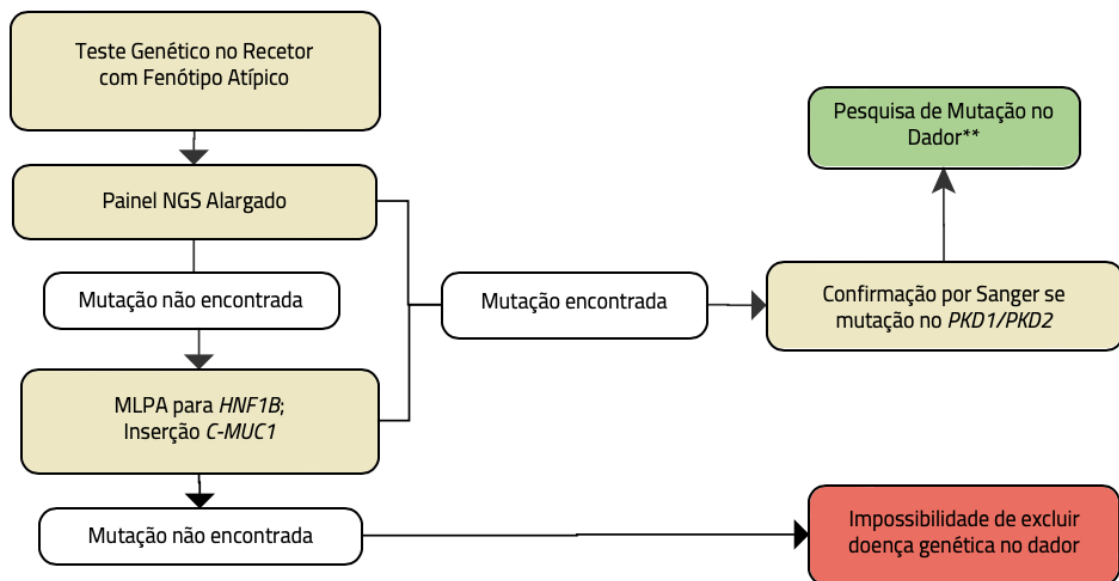 Teste Genético no Recetor
com Fenótipo Atípico
Painel NGS Alargado
Mutação não encontrada
MLPA para HNF1B;
Inserção C-MUC1
Mutação não encontrada
Mutação encontrada
Confirmação por Sanger se
mutação no PKD1/PKD2
Pesquisa de Mutação no
Dador**
Impossibilidade de excluir
doença genética no dador